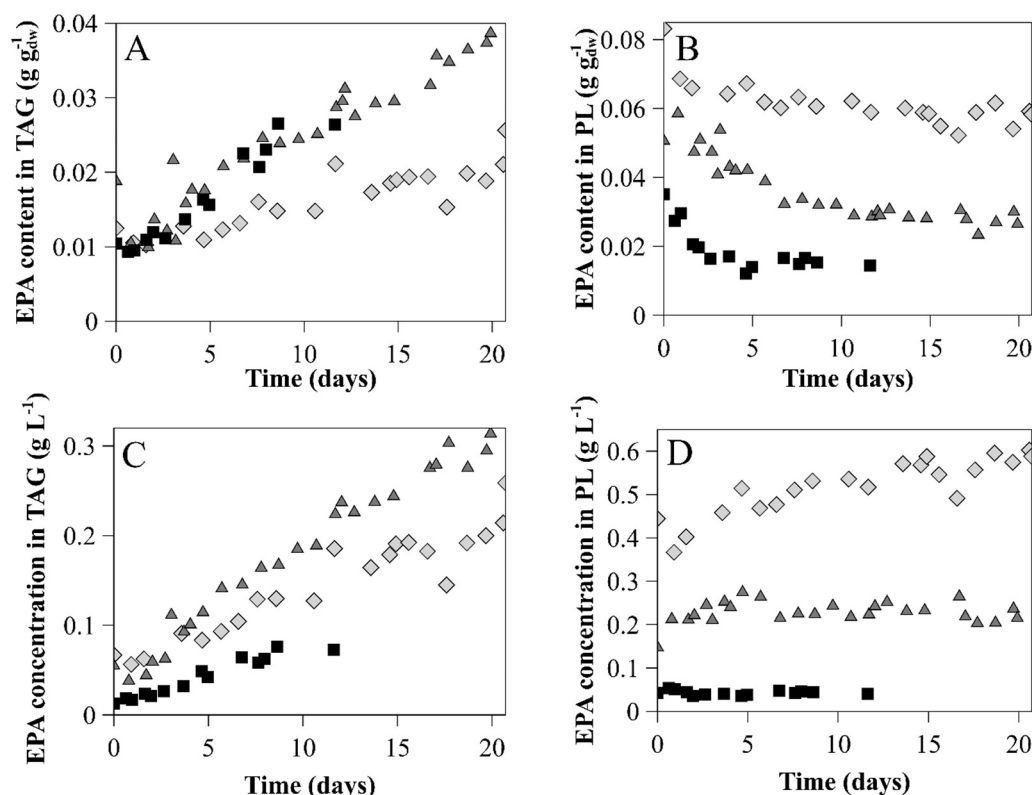 A
EPA content in TAG (g g⁻¹dw)
0.04
0.03
0.02
0.01
0
0 5 10 15 20
Time (days)
B
EPA content in PL (g g⁻¹dw)
0.08
0.06
0.04
0.02
0
0 5 10 15 20
Time (days)
C
EPA concentration in TAG (g L⁻¹)
0.3
0.2
0.1
0
0 5 10 15 20
Time (days)
D
EPA concentration in PL (g L⁻¹)
0.6
0.5
0.4
0.3
0.2
0.1
0
0 5 10 15 20
Time (days)